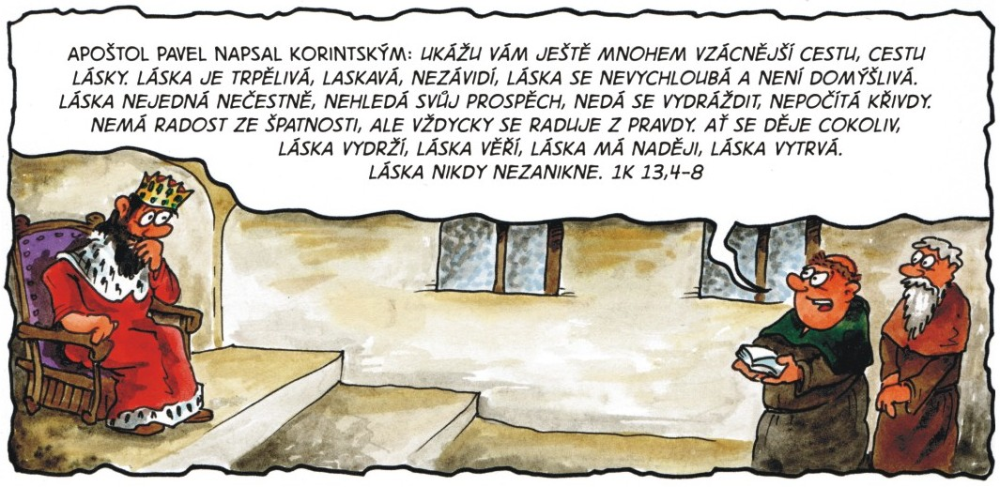 APOŠTOL PAVEL NAPSAL KORINTSKÝM: UKÁŽU VÁM JEŠTĚ MNOHEM VZÁCNĚJŠÍ CESTU, CESTU
LÁSKY. LÁSKA JE TRPĚLIVÁ, LASKAVÁ, NEZÁVIDÍ, LÁSKA SE NEVYCHLOUBÁ A NENÍ DOMÝŠLIVÁ.
LÁSKA NEJEDNÁ NEČESTNĚ, NEHLEDÁ SVŮJ PROSPĚCH, NEDÁ SE VYDRÁŽDIT, NEPOČÍTÁ KŘIVDY.
NEMÁ RADOST ZE ŠPATNOSTI, ALE VŽDYCKY SE RADUJE Z PRAVDY. AŤ SE DĚJE COKOLIV,
LÁSKA VYDRŽÍ, LÁSKA VĚŘÍ, LÁSKA MÁ NADĚJI, LÁSKA VYTRVÁ.
LÁSKA NIKDY NEZANIKNE. 1K 13,4–8